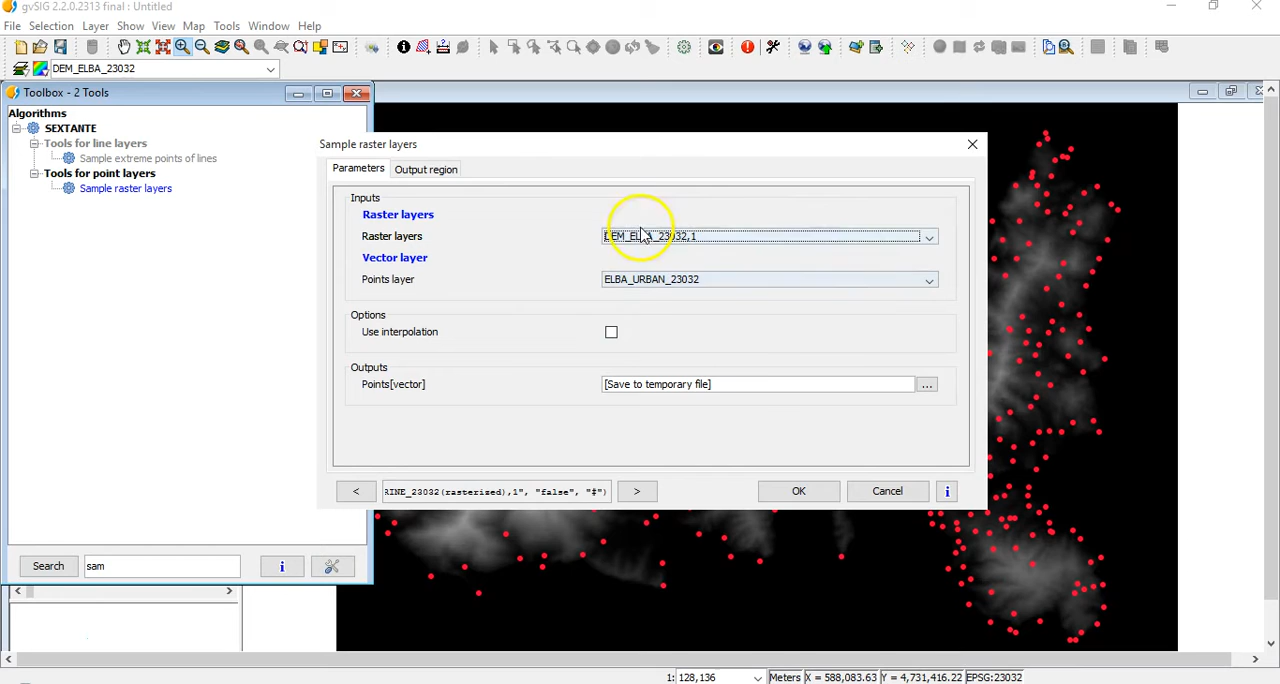 gvSIG 2.2.0.2313 final : Untitled
File Selection Layer Show View Map Tools Window Help
DEM_ELBA_23032
Toolbox - 2 Tools
Algorithms
SEXTANTE
Tools for line layers
Sample extreme points of lines
Tools for point layers
Sample raster layers
Search
sam
Sample raster layers
Parameters
Output region
Inputs
Raster layers
Raster layers DEM_ELBA_23032,1
Vector layer
Points layer ELBA_URBAN_23032
Options
Use interpolation
Outputs
Points[vector] [Save to temporary file] ...
< RINE_23032(rasterized),1", "false", "#") > OK Cancel
1: 128,136 Meters X = 588,083.63 Y = 4,731,416.22 EPSG:23032